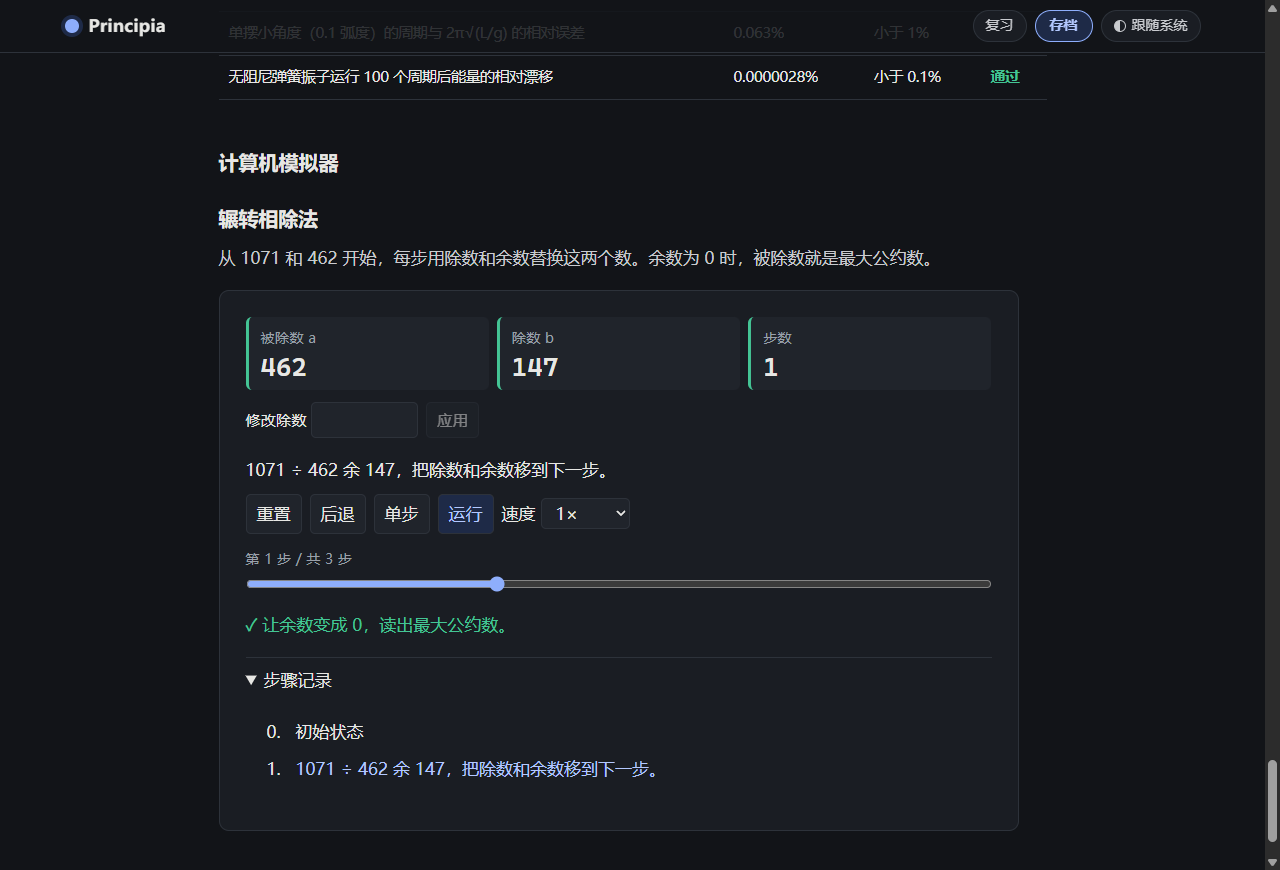 Principia
复习
存档
跟随系统
单摆小角度（0.1 弧度）的周期与 2π√(L/g) 的相对误差 0.063% 小于 1%
无阻尼弹簧振子运行 100 个周期后能量的相对漂移 0.0000028% 小于 0.1% 通过
计算机模拟器
辗转相除法
从 1071 和 462 开始，每步用除数和余数替换这两个数。余数为 0 时，被除数就是最大公约数。
被除数 a
462
除数 b
147
步数
1
修改除数
应用
1071 ÷ 462 余 147，把除数和余数移到下一步。
重置
后退
单步
运行
速度
1×
第 1 步 / 共 3 步
✓ 让余数变成 0，读出最大公约数。
▼ 步骤记录
0. 初始状态
1. 1071 ÷ 462 余 147，把除数和余数移到下一步。